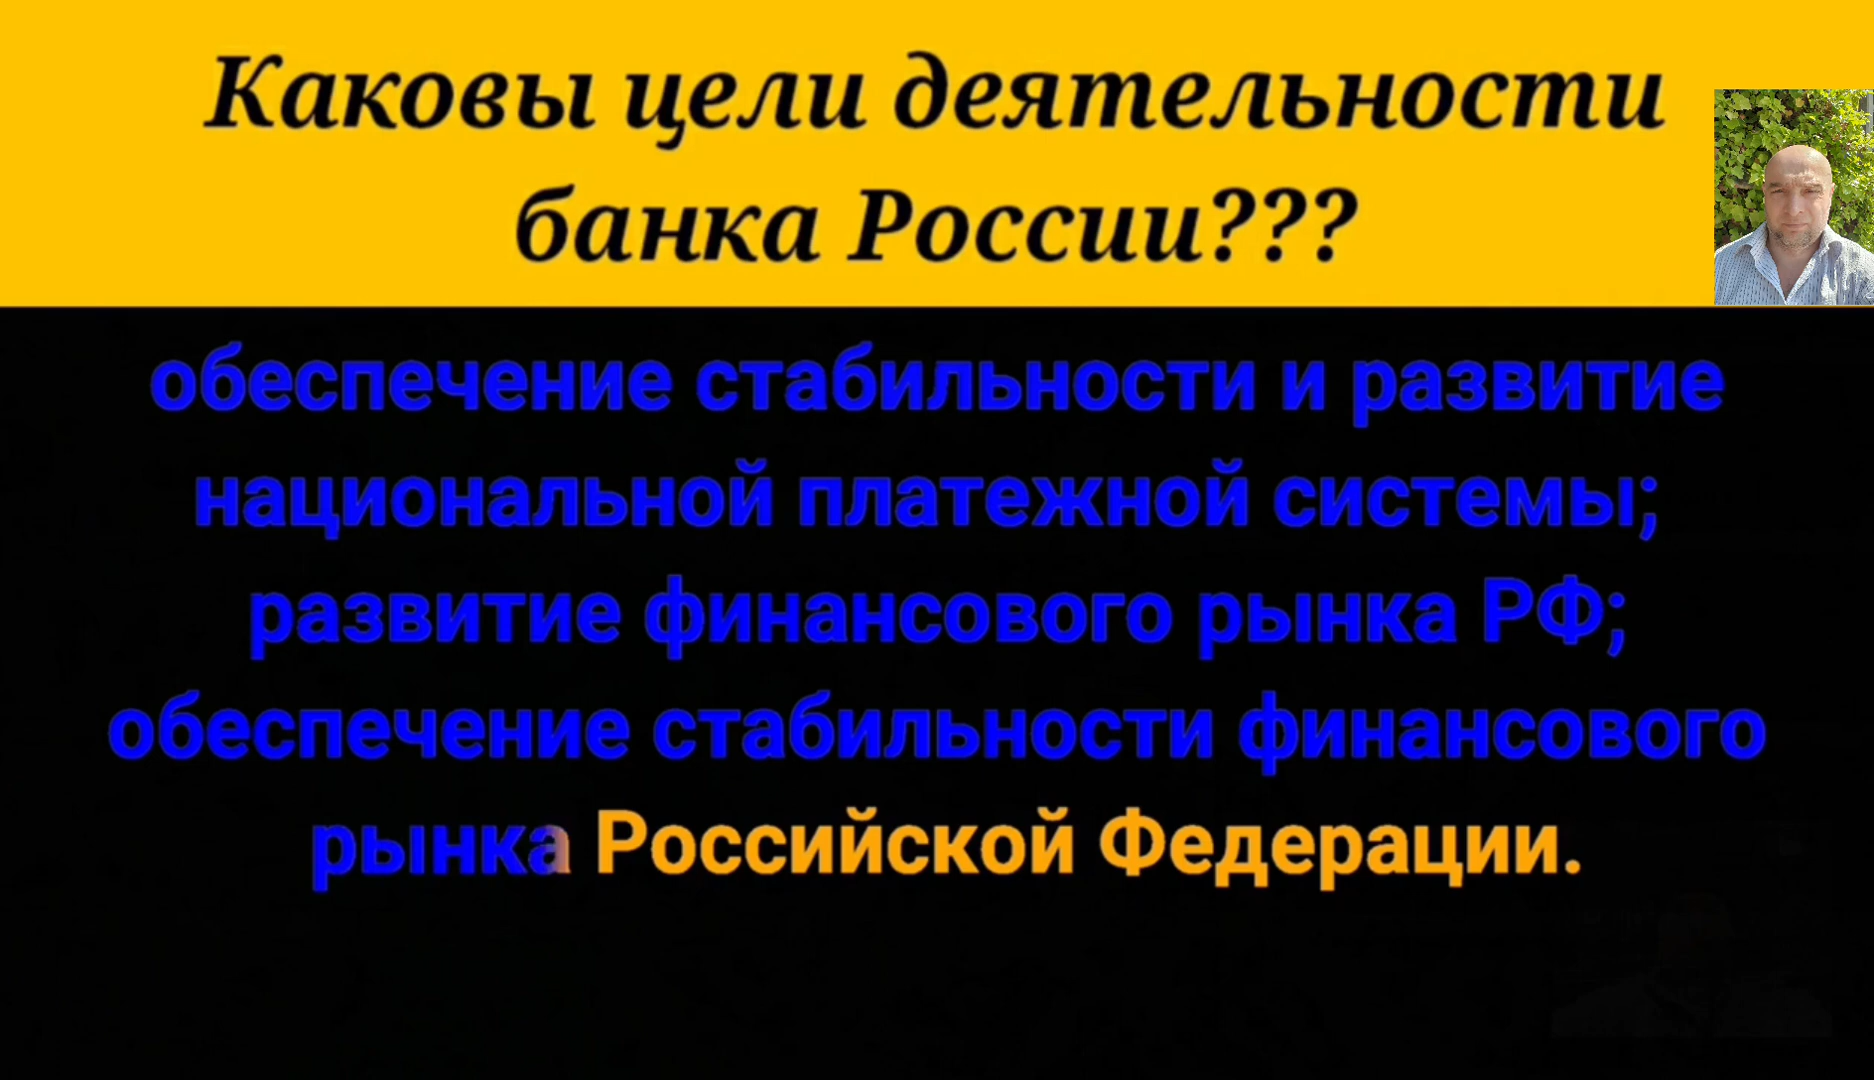 Каковы цели деятельности
банка России???
обеспечение стабильности и развитие
национальной платежной системы;
развитие финансового рынка РФ;
обеспечение стабильности финансового
рынка Российской Федерации.